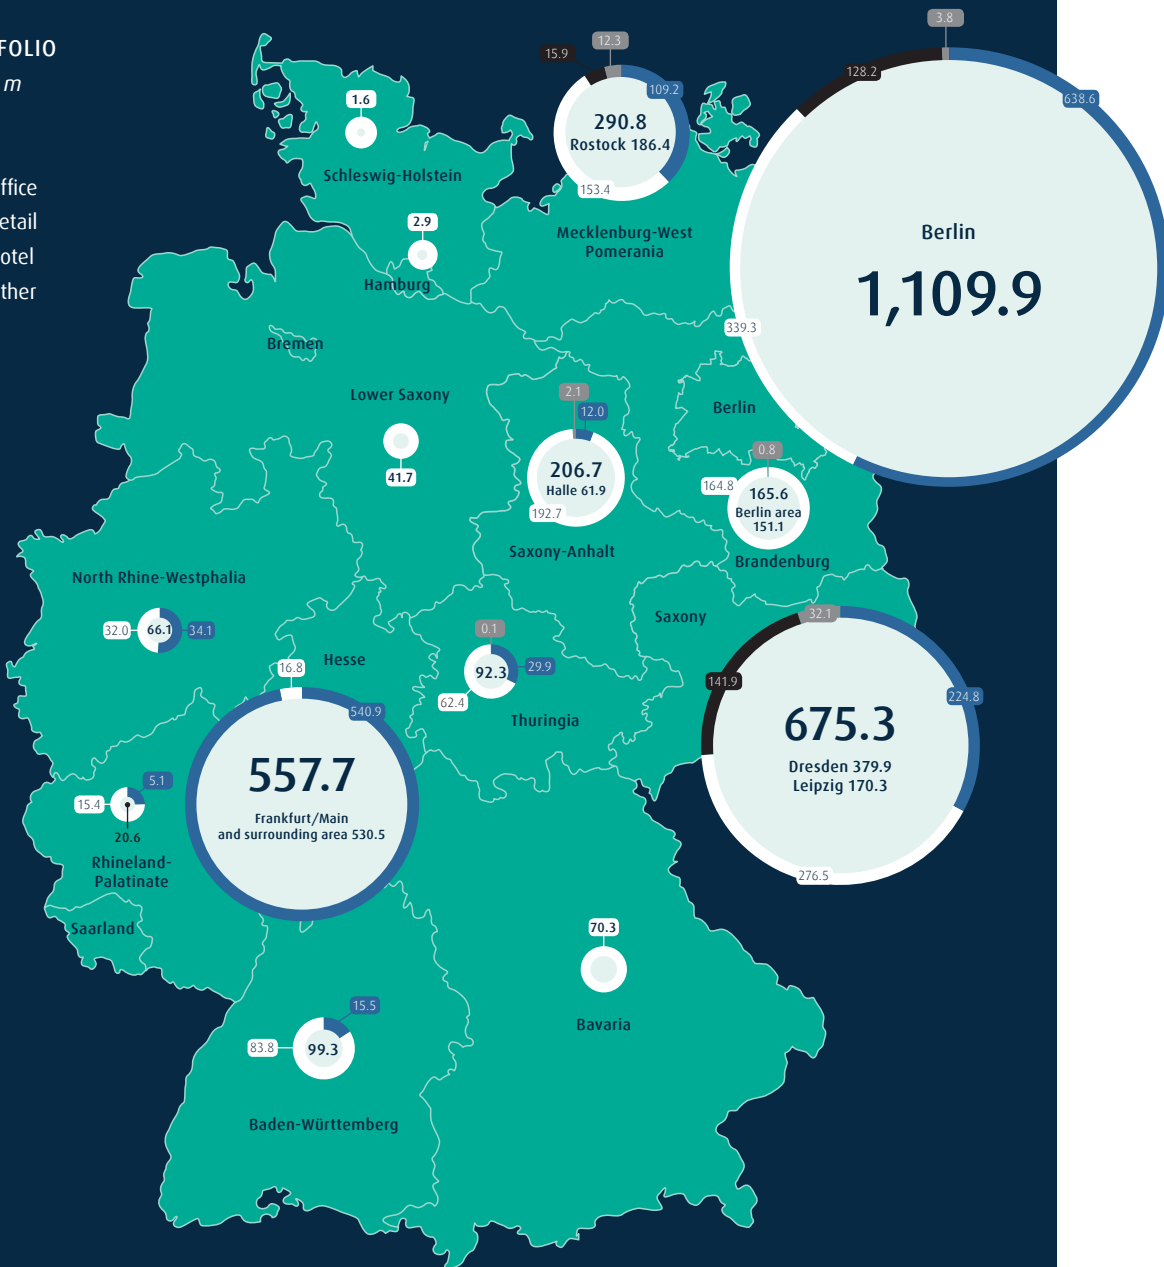 FOLIO
m
ffice
etail
otel
ther
3.8
128.2
638.6
Berlin
1,109.9
339.3
15.9
12.3
109.2
290.8
Rostock 186.4
153.4
Mecklenburg-West
Pomerania
1.6
Schleswig-Holstein
2.9
Hamburg
Bremen
Lower Saxony
41.7
2.1
12.0
206.7
Halle 61.9
192.7
Saxony-Anhalt
Berlin
0.8
164.8
165.6
Berlin area
151.1
Brandenburg
North Rhine-Westphalia
32.0
66.1
34.1
Hesse
16.8
540.9
557.7
Frankfurt/Main
and surrounding area 530.5
0.1
92.3
29.9
62.4
Thuringia
Saxony
32.1
141.9
224.8
675.3
Dresden 379.9
Leipzig 170.3
276.5
5.1
15.4
20.6
Rhineland-
Palatinate
Saarland
70.3
Bavaria
15.5
83.8
99.3
Baden-Württemberg